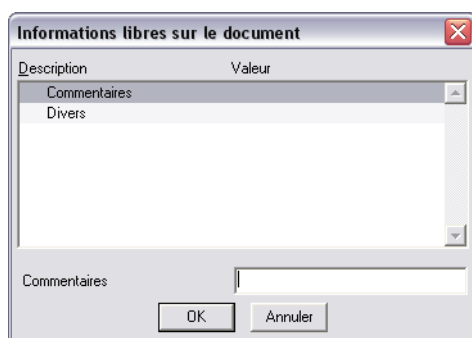 Informations libres sur le document
Description Valeur
Commentaires
Divers
Commentaires
OK Annuler